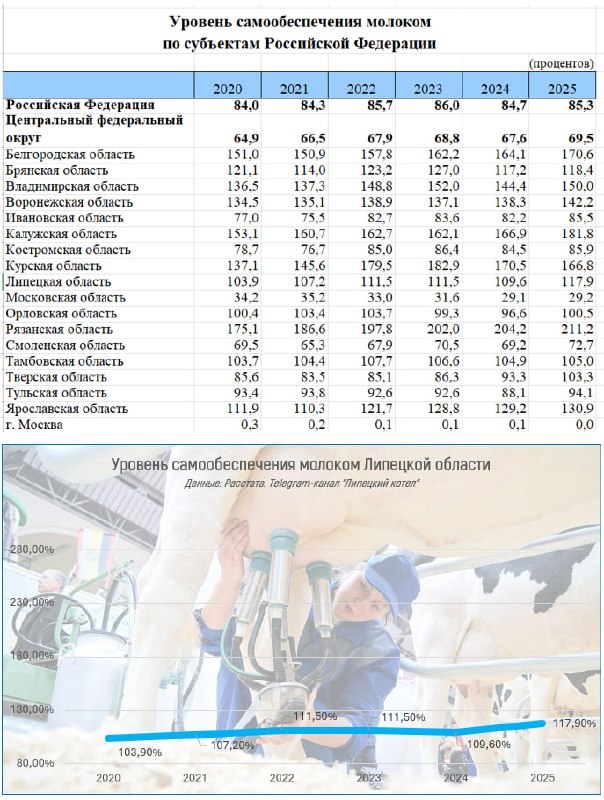 Уровень самообеспечения молоком
по субъектам Российской Федерации
(процентов)
2020 2021 2022 2023 2024 2025
Российская Федерация 84,0 84,3 85,7 86,0 84,7 85,3
Центральный федеральный
округ 64,9 66,5 67,9 68,8 67,6 69,5
Белгородская область 151,0 150,9 157,8 162,2 164,1 170,6
Брянская область 121,1 114,0 123,2 127,0 117,2 118,4
Владимирская область 136,5 137,3 148,8 152,0 144,4 150,0
Воронежская область 134,5 135,1 138,9 137,1 138,3 142,2
Ивановская область 77,0 75,5 82,7 83,6 82,2 85,5
Калужская область 153,1 160,7 162,7 162,1 166,9 181,8
Костромская область 78,7 76,7 85,0 86,4 84,5 85,9
Курская область 137,1 145,6 179,5 182,9 170,5 166,8
Липецкая область 103,9 107,2 111,5 111,5 109,6 117,9
Московская область 34,2 35,2 33,0 31,6 29,1 29,2
Орловская область 100,4 103,4 103,7 99,3 96,6 100,5
Рязанская область 175,1 186,6 197,8 202,0 204,2 211,2
Смоленская область 69,5 65,3 67,9 70,5 69,2 72,7
Тамбовская область 103,7 104,4 107,7 106,6 104,9 105,0
Тверская область 85,6 83,5 85,1 86,3 93,3 103,3
Тульская область 93,4 93,8 92,6 92,6 88,1 94,1
Ярославская область 111,9 110,3 121,7 128,8 129,2 130,9
г. Москва 0,3 0,2 0,1 0,1 0,1 0,0
Уровень самообеспечения молоком Липецкой области
Данные: Росстата. Telegram-канал "Липецкий котел"
280,00%
230,00%
180,00%
130,00%
80,00%
103,90%
107,20%
111,50%
111,50%
109,60%
117,90%
2020 2021 2022 2023 2024 2025